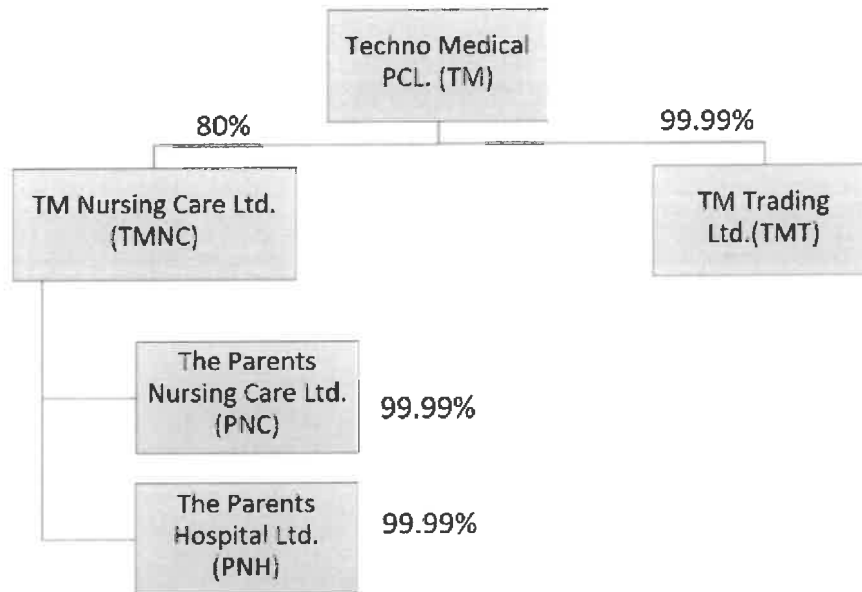 Techno Medical
PCL. (TM)
80%
99.99%
TM Nursing Care Ltd.
(TMNC)
TM Trading
Ltd.(TMT)
The Parents
Nursing Care Ltd.
(PNC)
99.99%
The Parents
Hospital Ltd.
(PNH)
99.99%